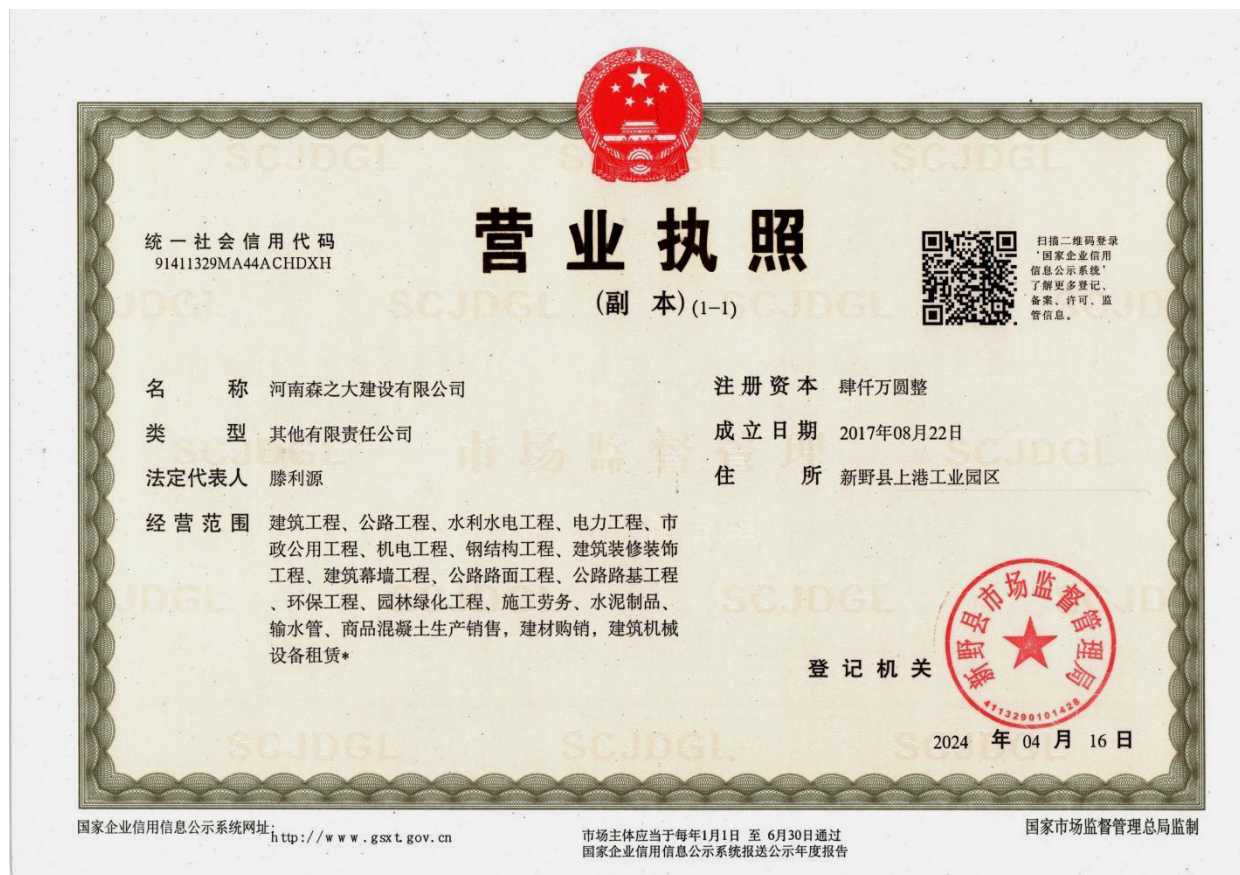 统一社会信用代码
91411329MA44ACHDXH
营业执照
(副 本) (1-1)
扫描二维码登录
‘国家企业信用
信息公示系统’
了解更多登记、
备案、许可、监
管信息。
名 称 河南森之大建设有限公司
类 型 其他有限责任公司
法定代表人 滕利源
经营范围 建筑工程、公路工程、水利水电工程、电力工程、市
政公用工程、机电工程、钢结构工程、建筑装修装饰
工程、建筑幕墙工程、公路路面工程、公路路基工程
、环保工程、园林绿化工程、施工劳务、水泥制品、
输水管、商品混凝土生产销售，建材购销，建筑机械
设备租赁*
注册资本 肆仟万圆整
成立日期 2017年08月22日
住 所 新野县上港工业园区
登记机关
新野县市场监督管理局
4113290101428
2024 年 04 月 16 日
国家企业信用信息公示系统网址:http://www.gsxt.gov.cn
市场主体应当于每年1月1日 至 6月30日通过
国家企业信用信息公示系统报送公示年度报告
国家市场监督管理总局监制
SCJDGL
市场监督管理